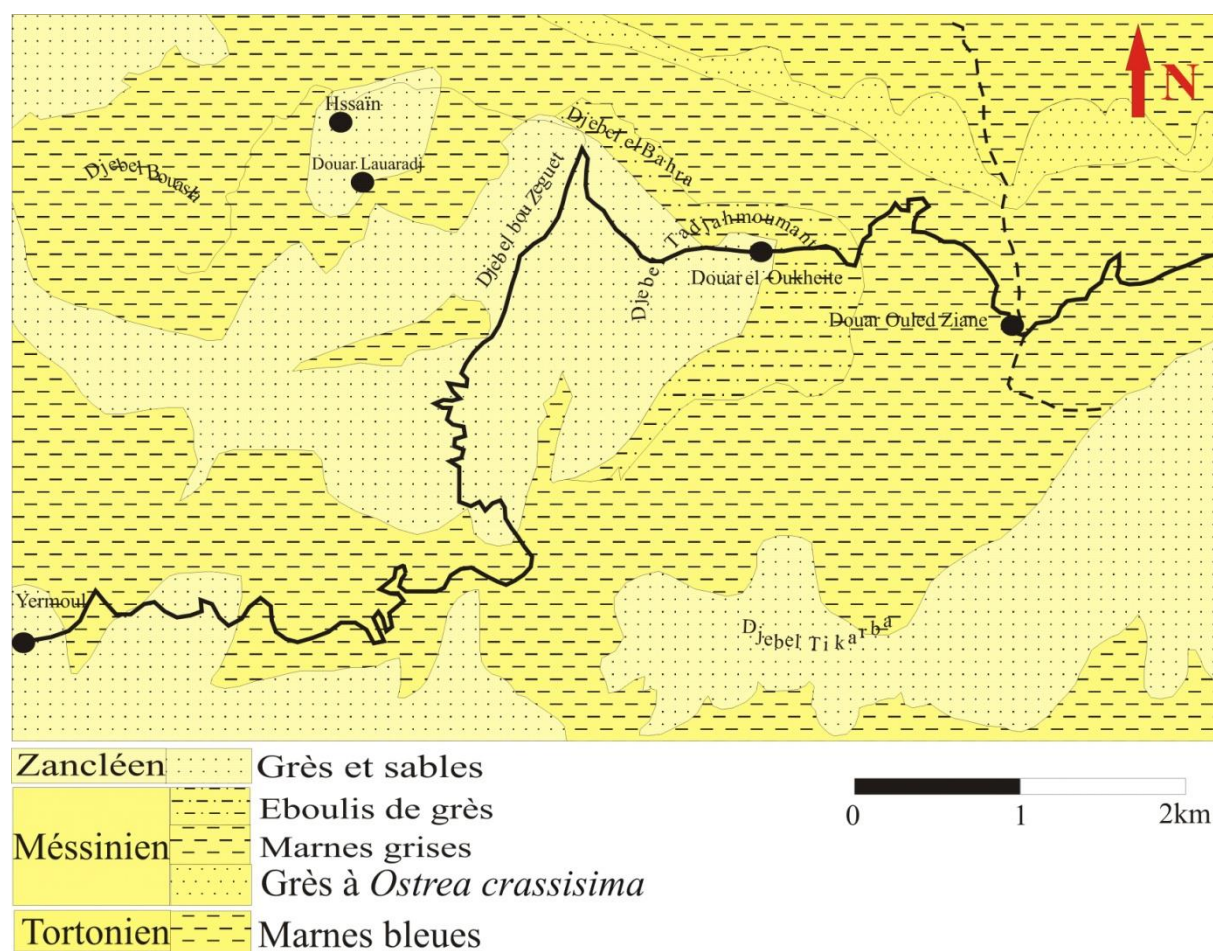 N
Hssaïn
Djebel el Bahra
Djebel Bouasla
Douar Lauaradj
Djebel bou Zeguet
Djebe Tadjahmoumant
Douar el Oukheite
Douar Ouled Ziane
Yermoul
Djebel Tikarba
Zancléen Grès et sables
Eboulis de grès
Méssinien Marnes grises
Grès à Ostrea crassisima
Tortonien Marnes bleues
0 1 2km